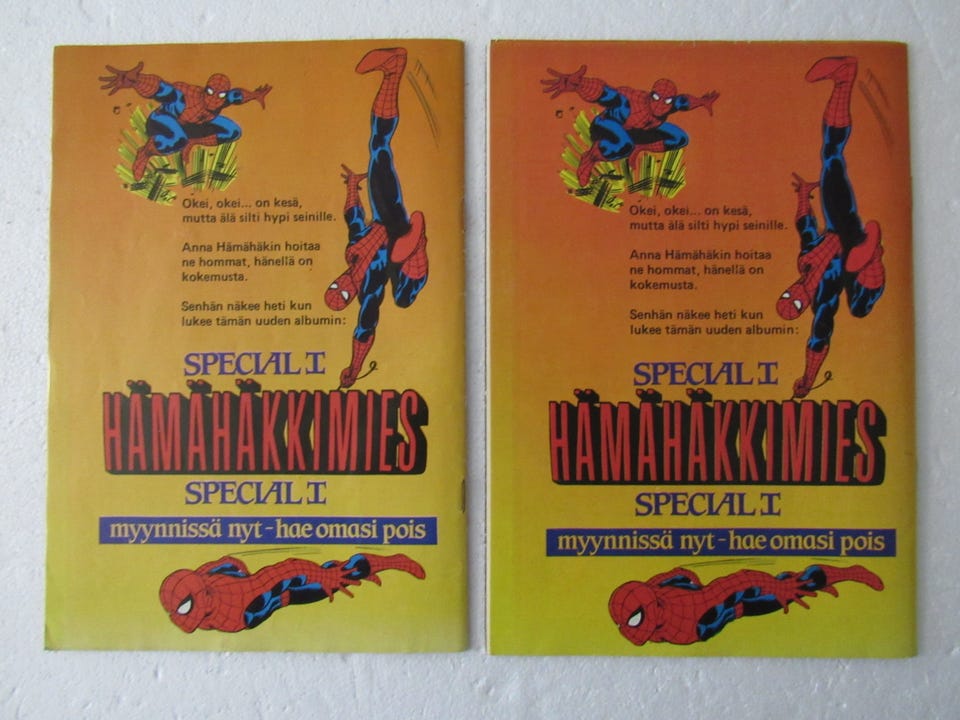 Okei, okei... on kesä,
mutta älä silti hypi seinille.
Anna Hämähäkin hoitaa
ne hommat, hänellä on
kokemusta.
Senhän näkee heti kun
lukee tämän uuden albumin:
SPECIAL I
HÄMÄHÄKKIMIES
SPECIAL I
myynnissä nyt - hae omasi pois
Okei, okei... on kesä,
mutta älä silti hypi seinille.
Anna Hämähäkin hoitaa
ne hommat, hänellä on
kokemusta.
Senhän näkee heti kun
lukee tämän uuden albumin:
SPECIAL I
HÄMÄHÄKKIMIES
SPECIAL I
myynnissä nyt - hae omasi pois